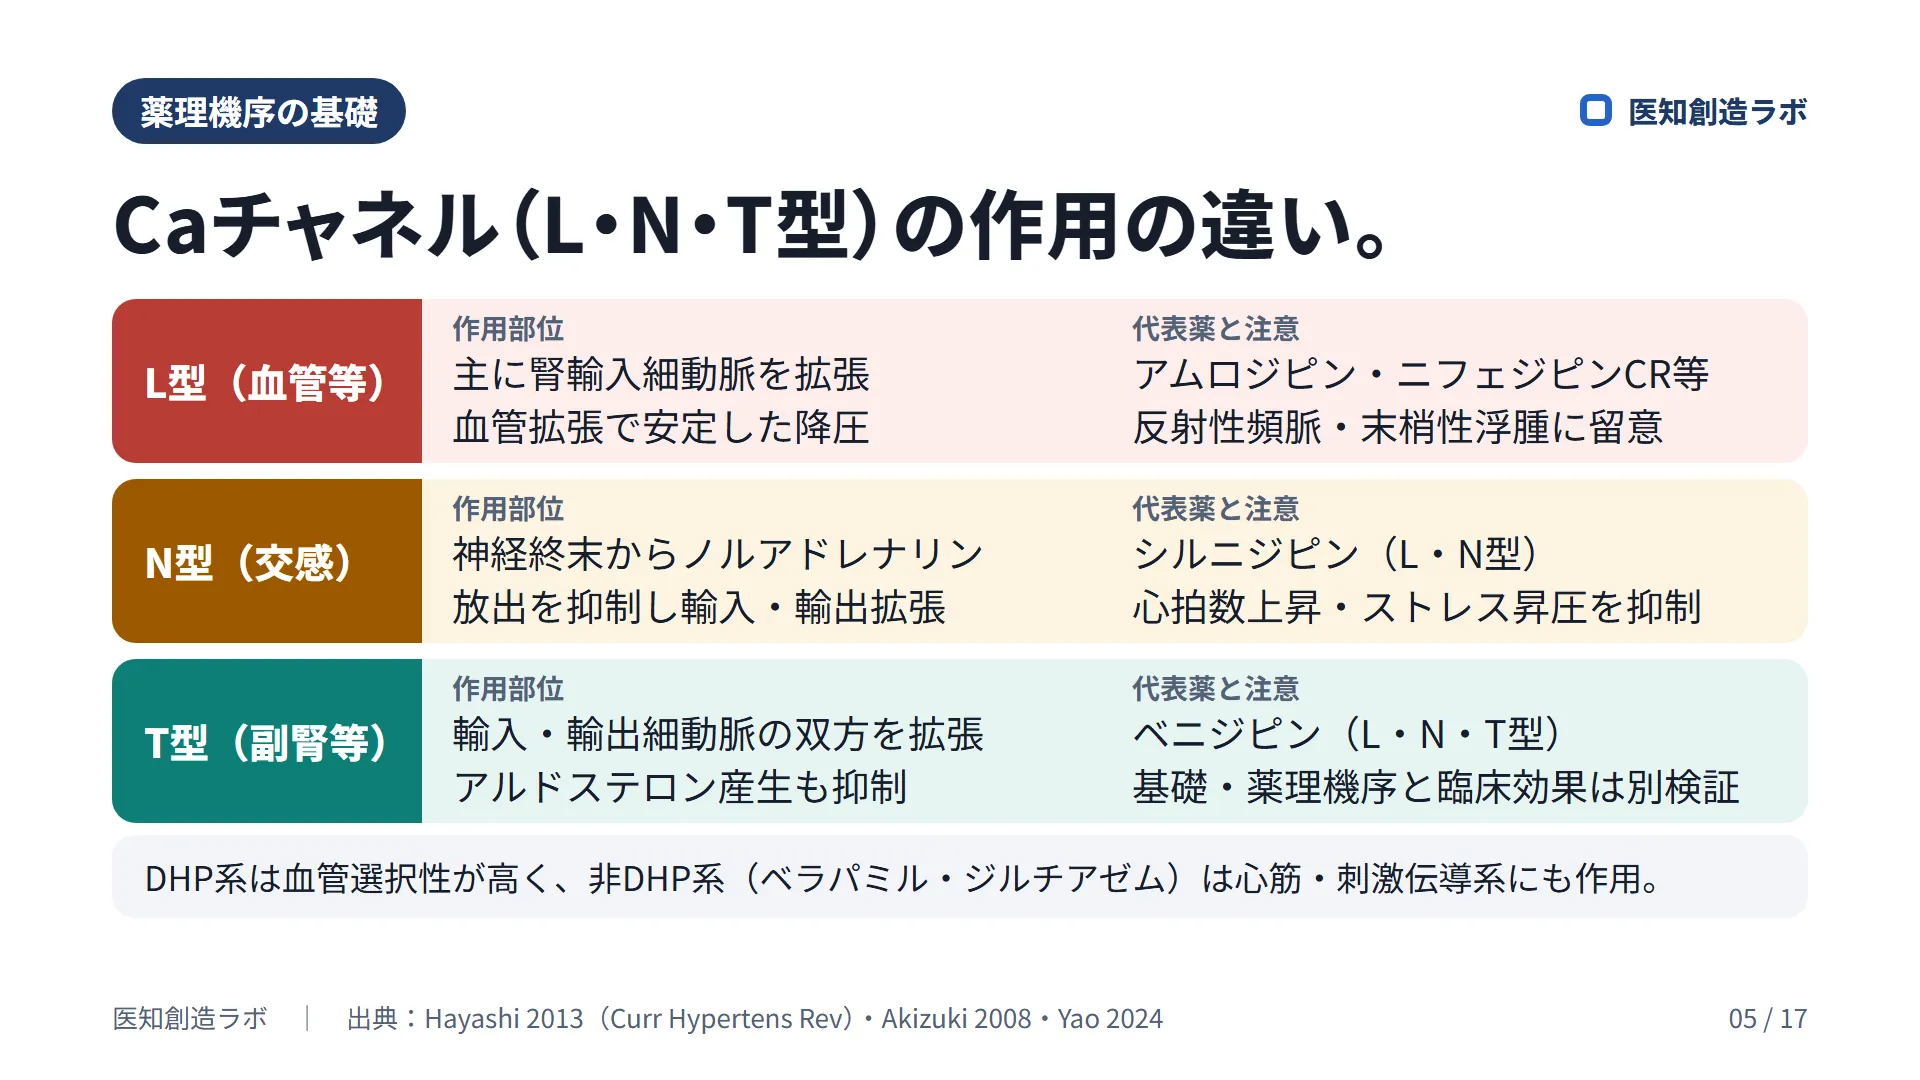 薬理機序の基礎
医知創造ラボ
Caチャネル（L・N・T型）の作用の違い。
L型（血管等）
作用部位
主に腎輸入細動脈を拡張
血管拡張で安定した降圧
代表薬と注意
アムロジピン・ニフェジピンCR等
反射性頻脈・末梢性浮腫に留意
N型（交感）
作用部位
神経終末からノルアドレナリン
放出を抑制し輸入・輸出拡張
代表薬と注意
シルニジピン（L・N型）
心拍数上昇・ストレス昇圧を抑制
T型（副腎等）
作用部位
輸入・輸出細動脈の双方を拡張
アルドステロン産生も抑制
代表薬と注意
ベニジピン（L・N・T型）
基礎・薬理機序と臨床効果は別検証
DHP系は血管選択性が高く、非DHP系（ベラパミル・ジルチアゼム）は心筋・刺激伝導系にも作用。
医知創造ラボ ｜ 出典：Hayashi 2013（Curr Hypertens Rev）・Akizuki 2008・Yao 2024
05 / 17